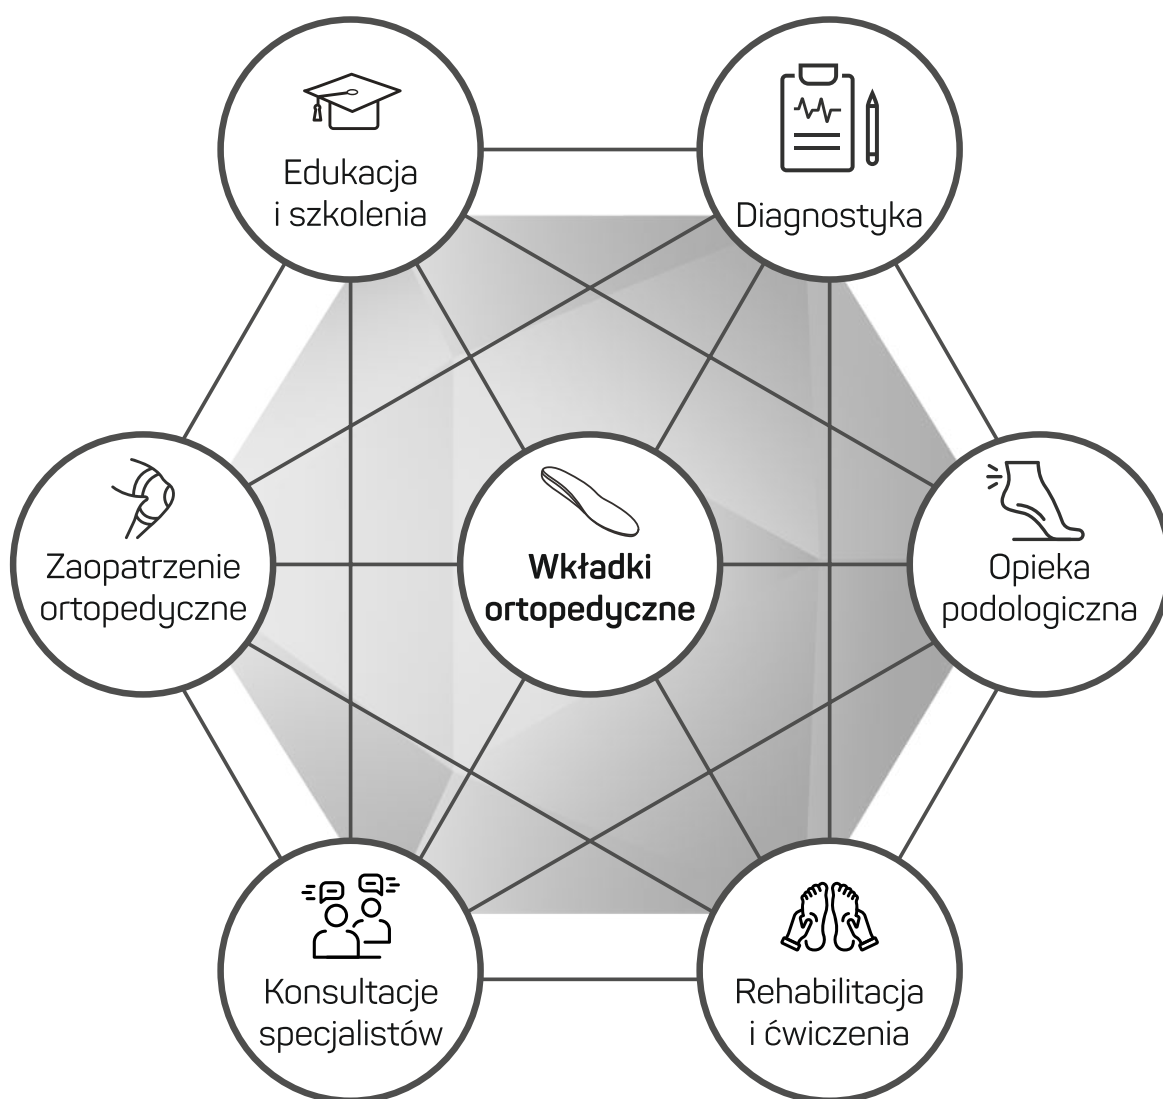 Edukacja
i szkolenia
Diagnostyka
Zaopatrzenie
ortopedyczne
Wkładki
ortopedyczne
Opieka
podologiczna
Konsultacje
specjalistów
Rehabilitacja
i ćwiczenia